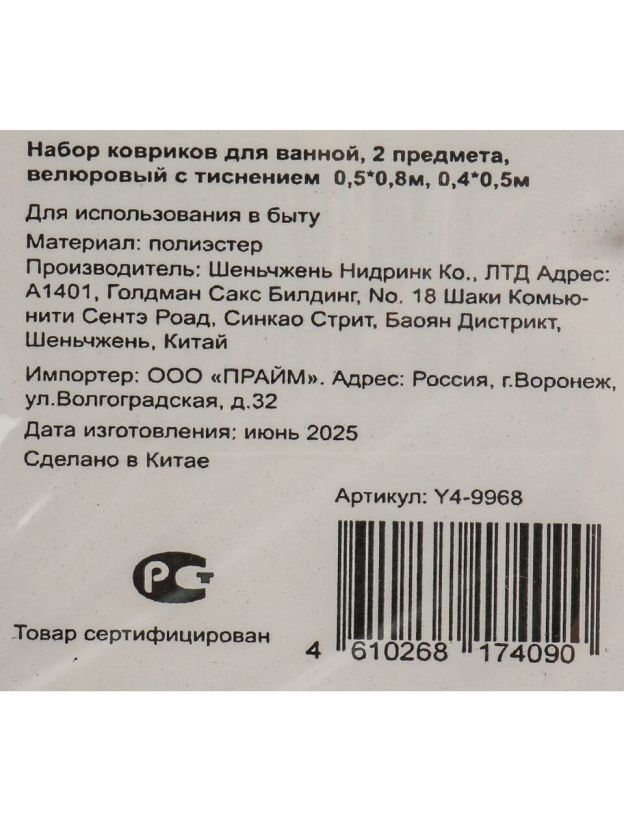 Набор ковриков для ванной, 2 предмета,
велюровый с тиснением 0,5*0,8м, 0,4*0,5м
Для использования в быту
Материал: полиэстер
Производитель: Шеньчжень Нидринк Ко., ЛТД Адрес:
А1401, Голдман Сакс Билдинг, No. 18 Шаки Комью-
нити Сентэ Роад, Синкао Стрит, Баоян Дистрикт,
Шеньчжень, Китай
Импортер: ООО «ПРАЙМ». Адрес: Россия, г.Воронеж,
ул.Волгоградская, д.32
Дата изготовления: июнь 2025
Сделано в Китае
Артикул: Y4-9968
РСТ
Товар сертифицирован
4 610268 174090